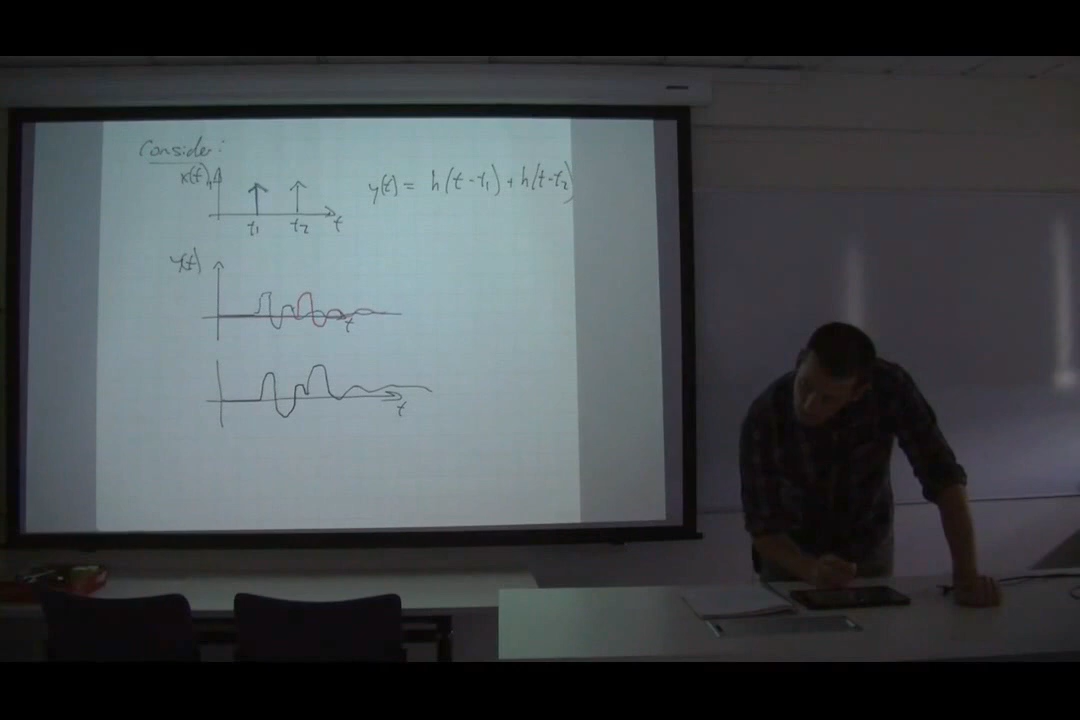 Consider:
x(t)
y(t) = h(t-t1) + h(t-t2)
t1 t2 t
y(t)
t
t